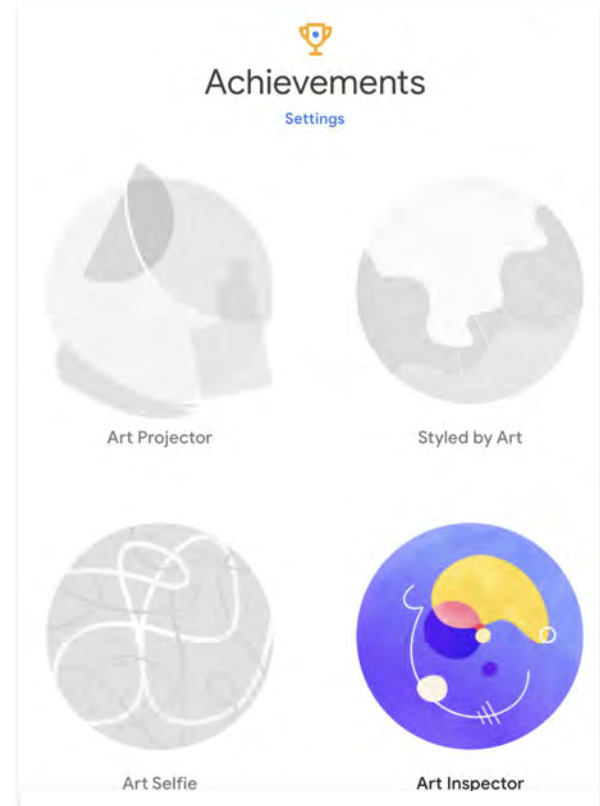 Achievements
Settings
Art Projector
Styled by Art
Art Selfie
Art Inspector